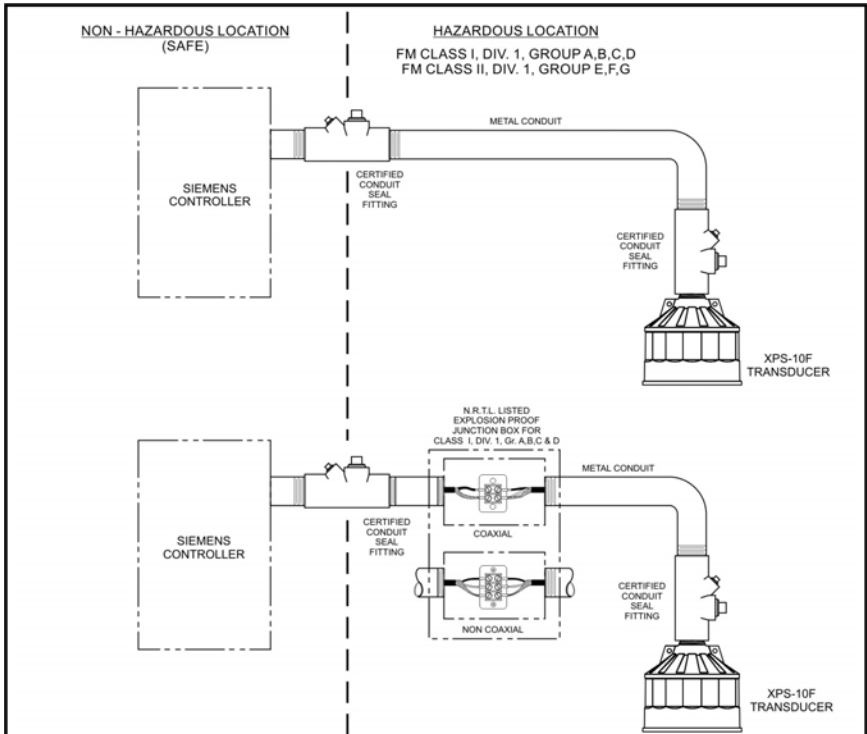 NON - HAZARDOUS LOCATION
(SAFE)
HAZARDOUS LOCATION
FM CLASS I, DIV. 1, GROUP A,B,C,D
FM CLASS II, DIV. 1, GROUP E,F,G
METAL CONDUIT
SIEMENS
CONTROLLER
CERTIFIED
CONDUIT
SEAL
FITTING
CERTIFIED
CONDUIT
SEAL
FITTING
XPS-10F
TRANSDUCER
N.R.T.L. LISTED
EXPLOSION PROOF
JUNCTION BOX FOR
CLASS I, DIV. 1, Gr. A,B,C & D
METAL CONDUIT
SIEMENS
CONTROLLER
CERTIFIED
CONDUIT
SEAL
FITTING
COAXIAL
NON COAXIAL
CERTIFIED
CONDUIT
SEAL
FITTING
XPS-10F
TRANSDUCER